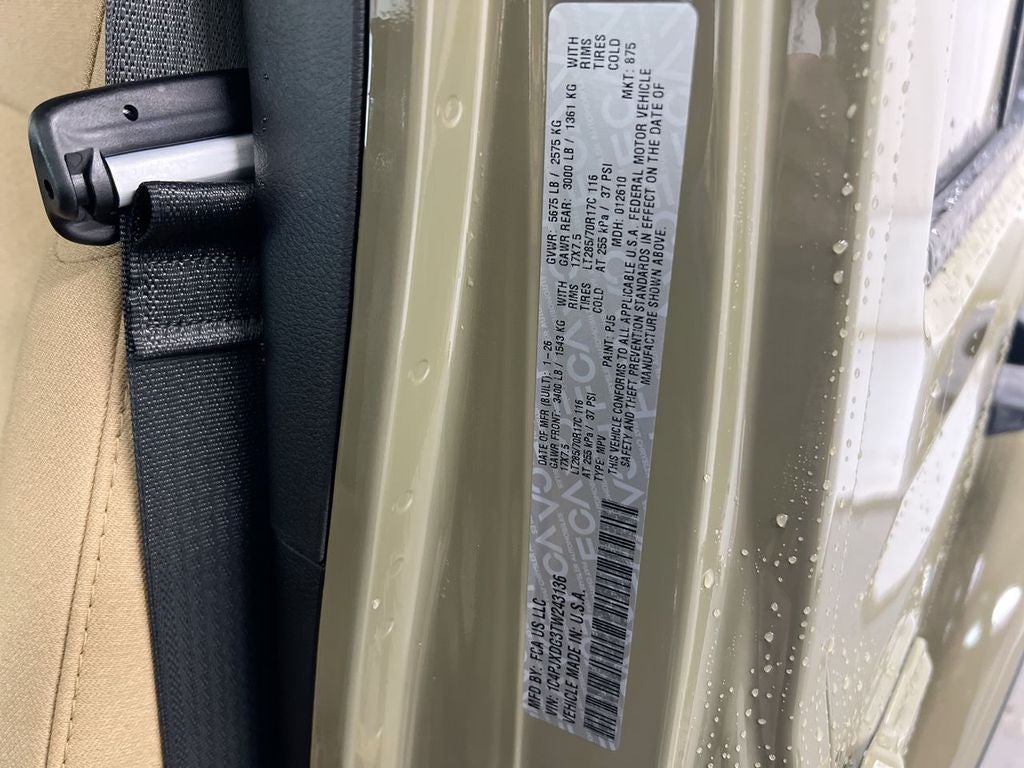 MFD BY: FCA US LLC
DATE OF MFR (BUILT): 1-26
GVWR: 5675 LB / 2575 KG
GAWR FRONT: 3400 LB / 1543 KG WITH
17X7.5 RIMS
LT285/70R17C 116 TIRES
AT 255 kPa / 37 PSI COLD
GAWR REAR: 3000 LB / 1361 KG WITH
17X7.5 RIMS
LT285/70R17C 116 TIRES
AT 255 kPa / 37 PSI COLD
VIN: 1C4PJXDG31W243136
TYPE: MPV
PAINT: PJ5
MDH: 012610
MKT: 875
VEHICLE MADE IN: U.S.A.
THIS VEHICLE CONFORMS TO ALL APPLICABLE U.S.A. FEDERAL MOTOR VEHICLE
SAFETY AND THEFT PREVENTION STANDARDS IN EFFECT ON THE DATE OF
MANUFACTURE SHOWN ABOVE.